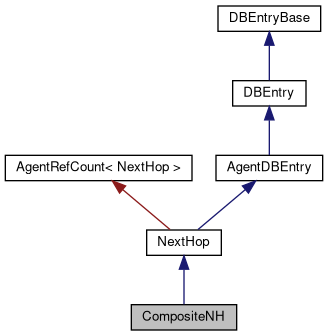 DBEntryBase
DBEntry
AgentRefCount< NextHop >
AgentDBEntry
NextHop
CompositeNH